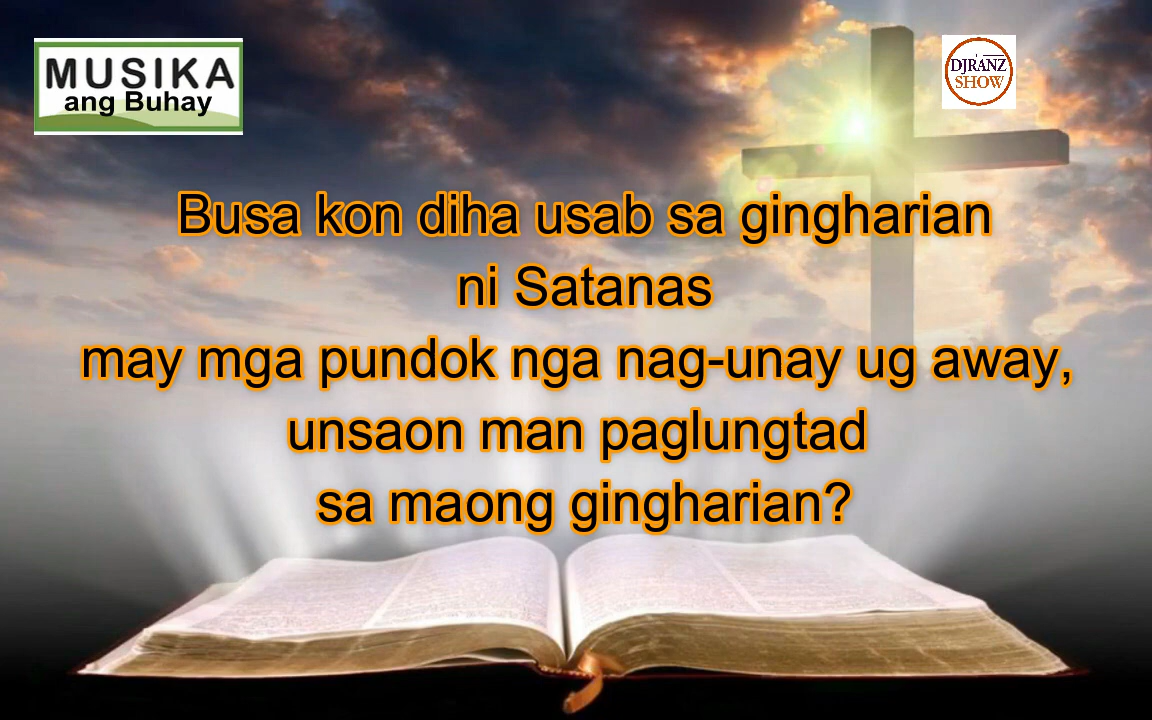 MUSIKA
ang Buhay
DJRANZ
SHOW
Busa kon diha usab sa gingharian
ni Satanas
may mga pundok nga nag-unay ug away,
unsaon man paglungtad
sa maong gingharian?